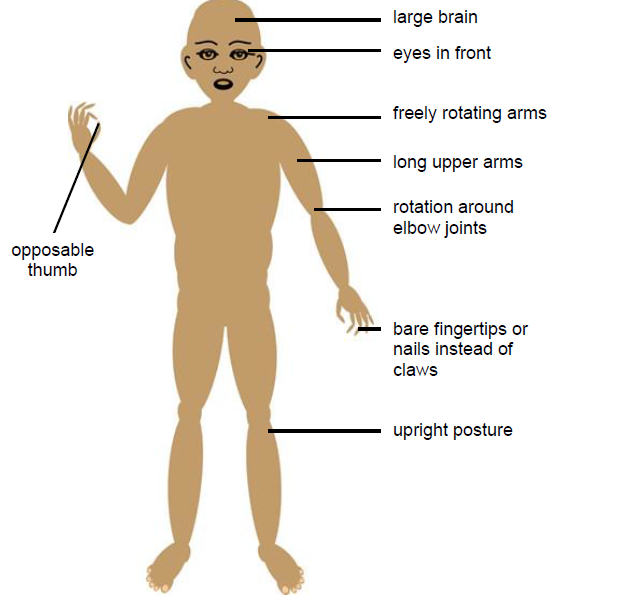 large brain
eyes in front
freely rotating arms
long upper arms
rotation around
elbow joints
opposable
thumb
bare fingertips or
nails instead of
claws
upright posture